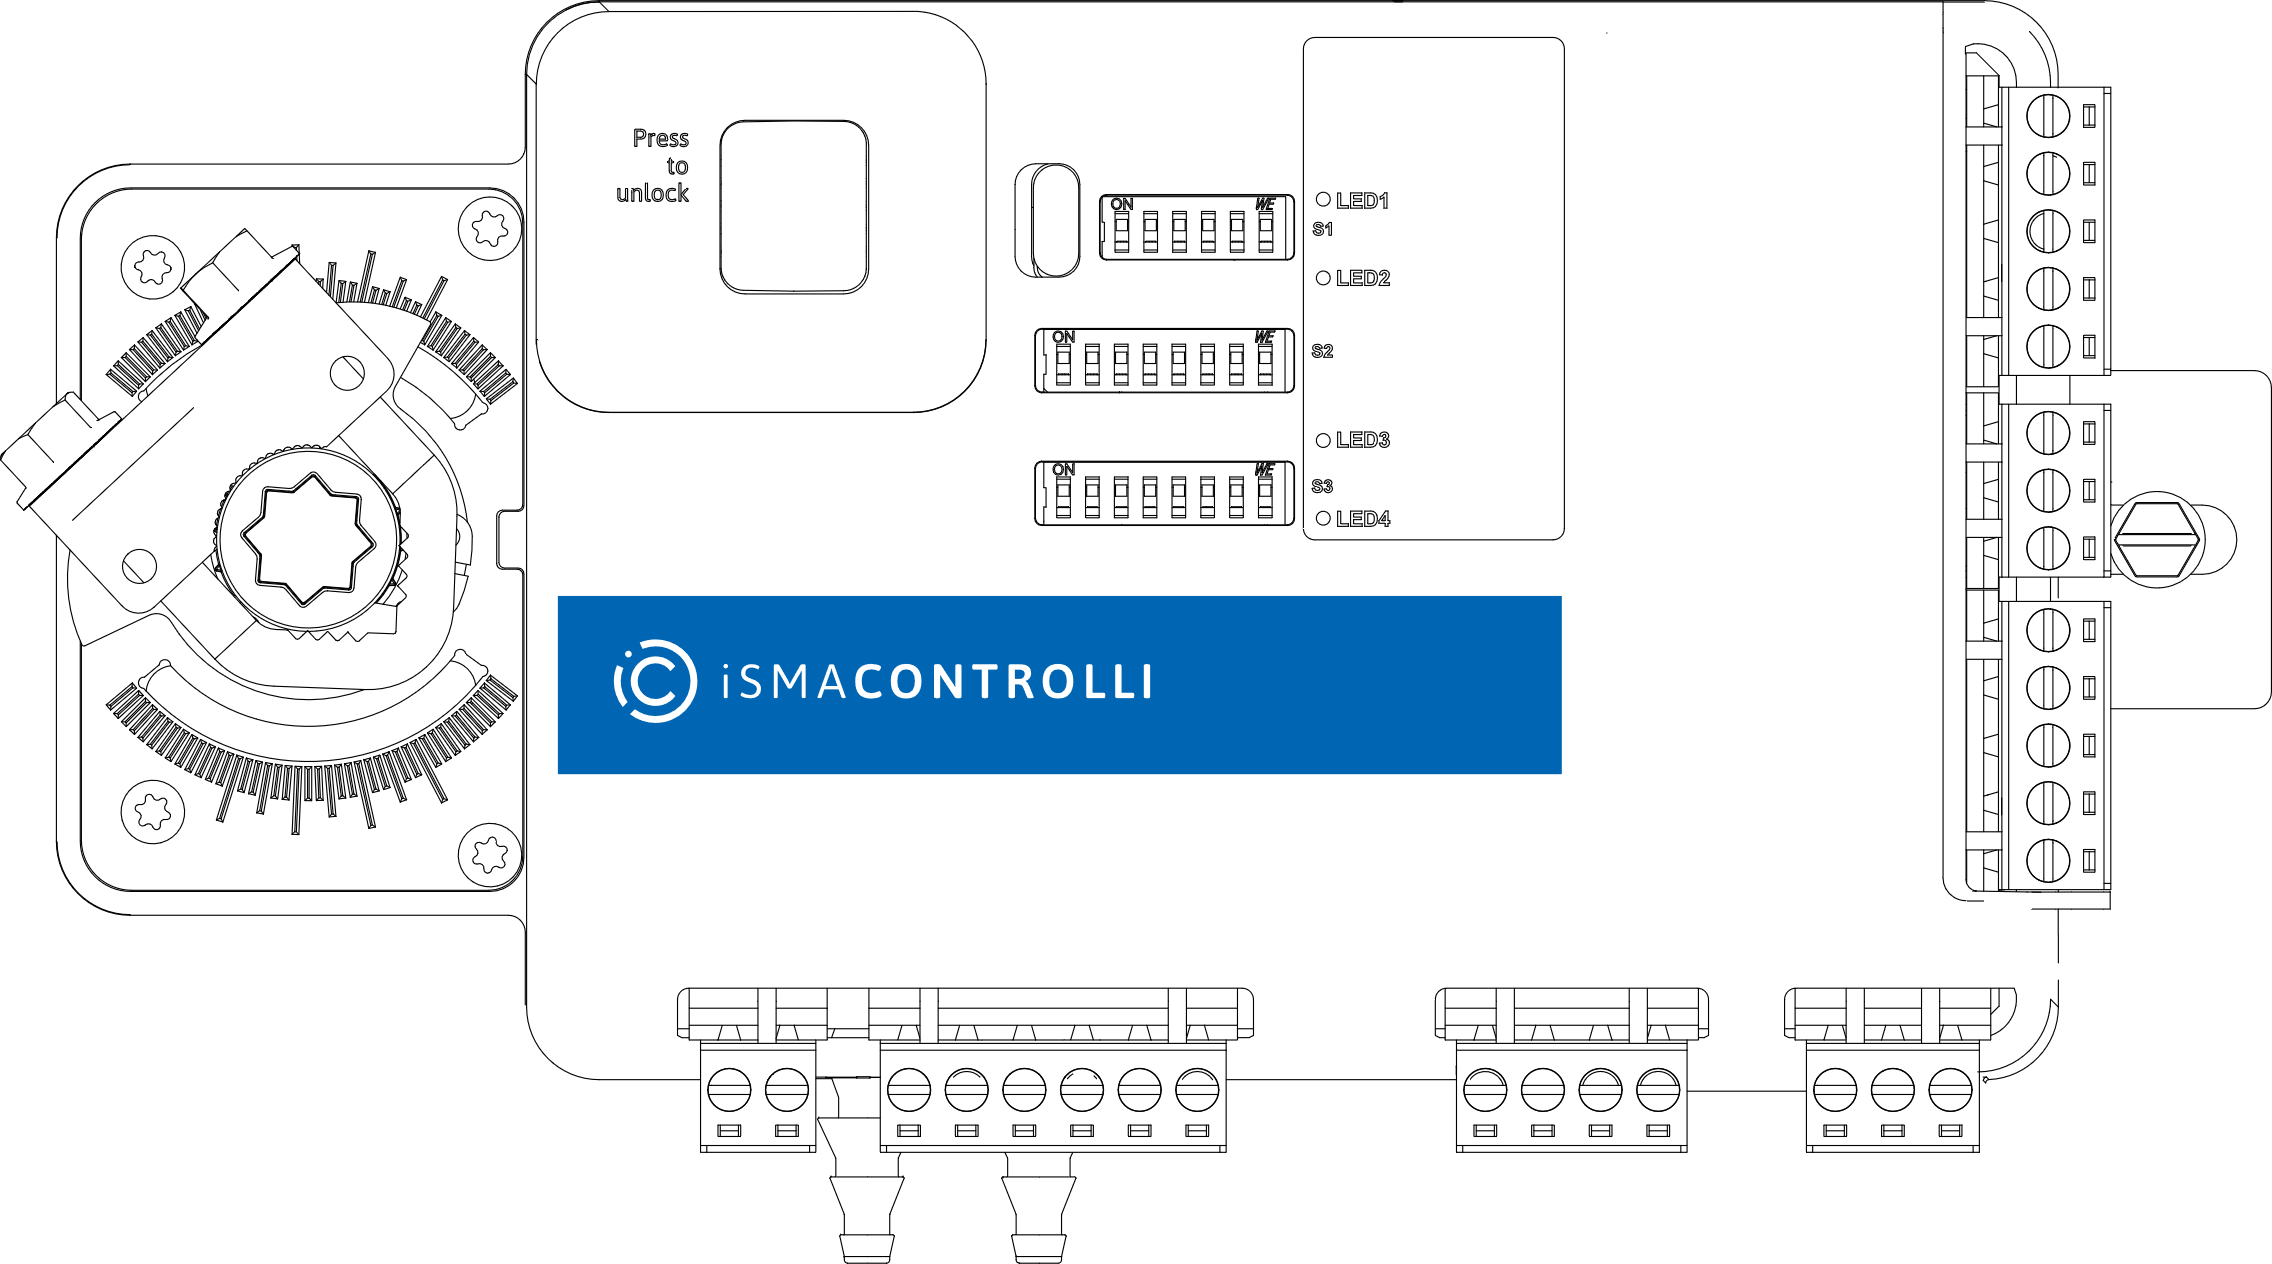 Press
to
unlock
ON WE
LED1
S1
LED2
ON WE
S2
LED3
ON WE
S3
LED4
iSMACONTROLLI